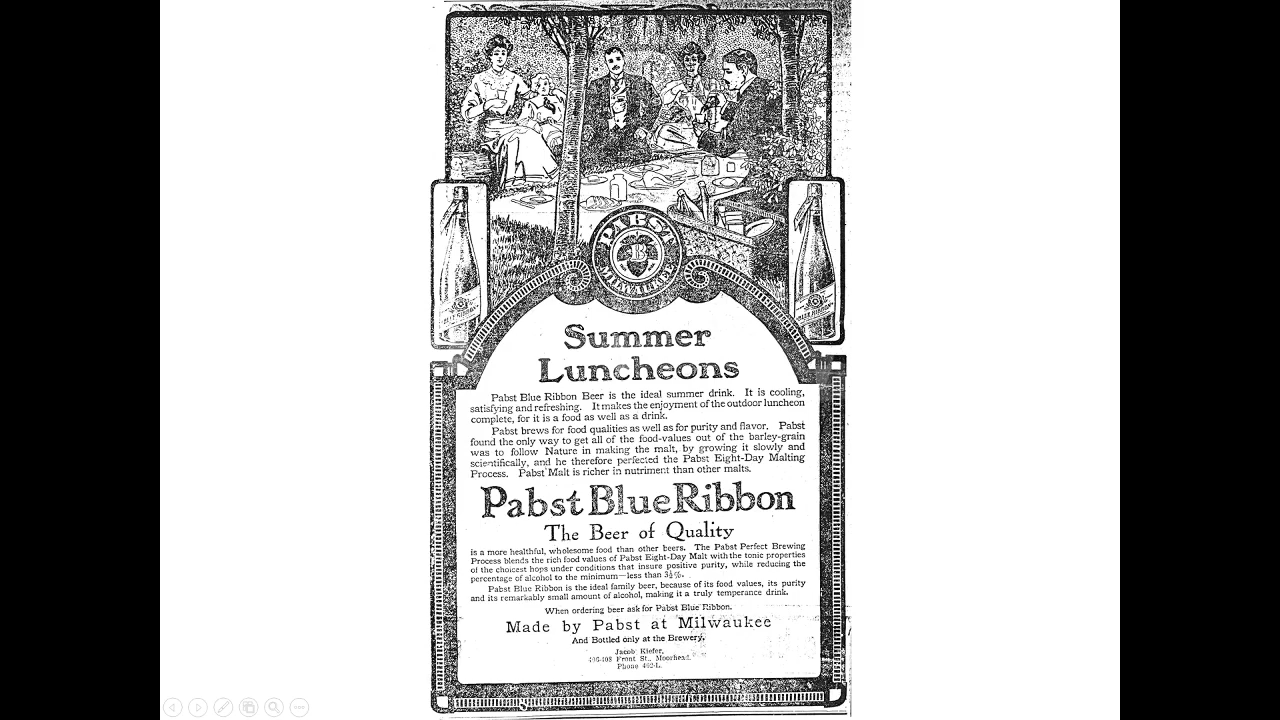 PABST
MILWAUKEE
B
BLUE RIBBON
BLUE RIBBON
Summer
Luncheons
Pabst Blue Ribbon Beer is the ideal summer drink. It is cooling,
satisfying and refreshing. It makes the enjoyment of the outdoor luncheon
complete, for it is a food as well as a drink.
Pabst brews for food qualities as well as for purity and flavor. Pabst
found the only way to get all of the food-values out of the barley-grain
was to follow Nature in making the malt, by growing it slowly and
scientifically, and he therefore perfected the Pabst Eight-Day Malting
Process. Pabst Malt is richer in nutriment than other malts.
Pabst Blue Ribbon
The Beer of Quality
is a more healthful, wholesome food than other beers. The Pabst Perfect Brewing
Process blends the rich food values of Pabst Eight-Day Malt with the tonic properties
of the choicest hops under conditions that insure positive purity, while reducing the
percentage of alcohol to the minimum—less than 3½%.
Pabst Blue Ribbon is the ideal family beer, because of its food values, its purity
and its remarkably small amount of alcohol, making it a truly temperance drink.
When ordering beer ask for Pabst Blue Ribbon.
Made by Pabst at Milwaukee
And Bottled only at the Brewery.
Jacob Kiefer,
406-408 Front St., Moorhead.
Phone